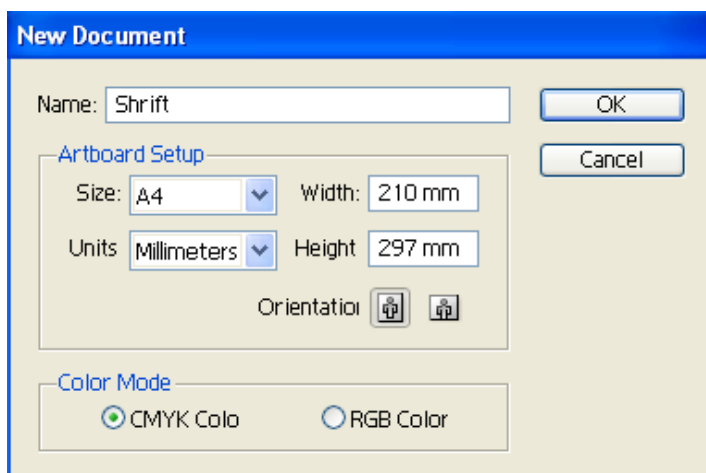 New Document
Name: Shrift
OK
Artboard Setup
Cancel
Size: A4 Width: 210 mm
Units Millimeters Height 297 mm
Orientatio
Color Mode
CMYK Colo RGB Color